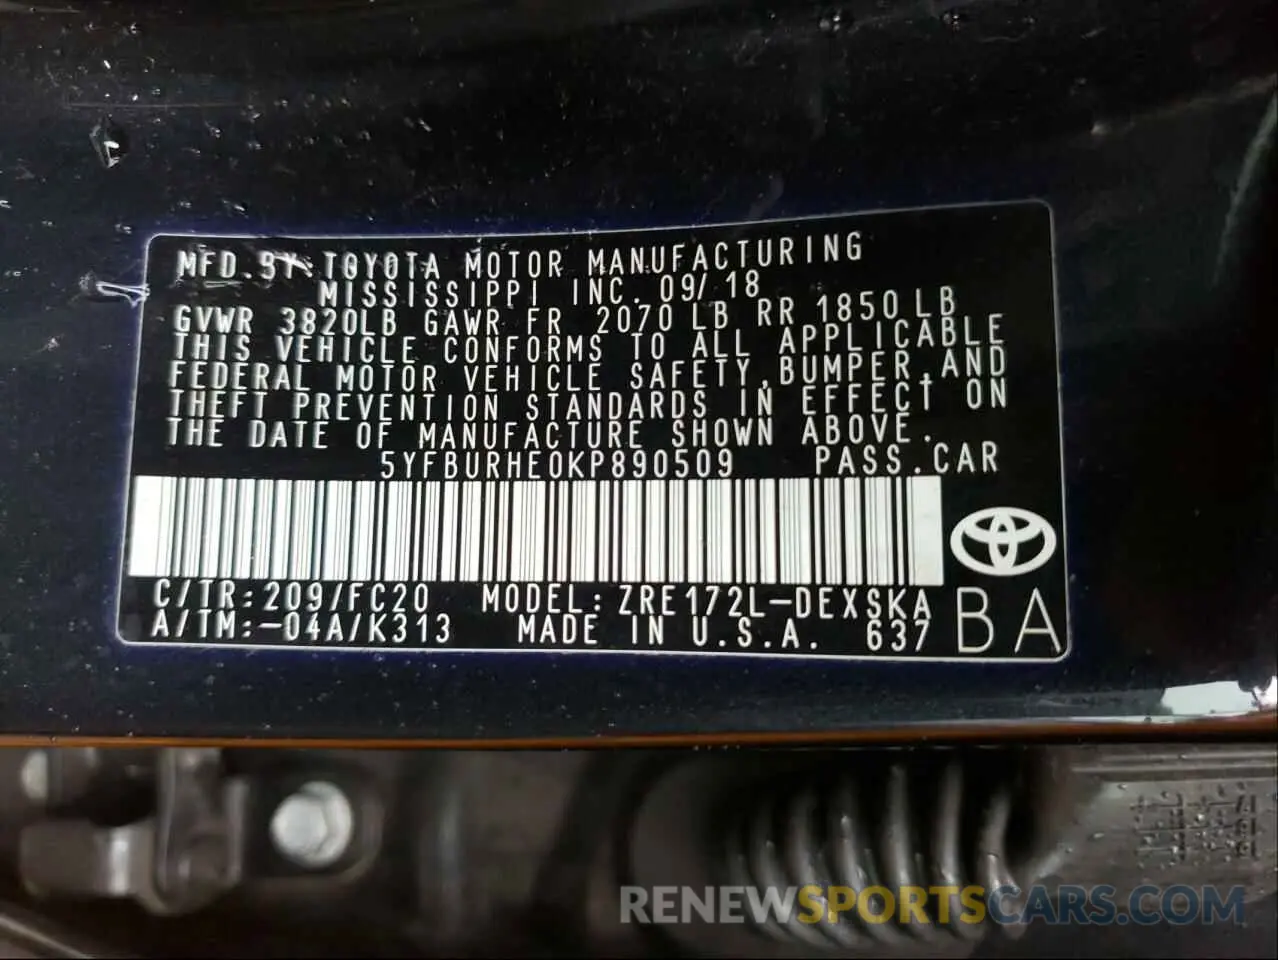 MFD. BY: TOYOTA MOTOR MANUFACTURING
MISSISSIPPI INC. 09/18
GVWR 3820LB GAWR FR 2070 LB RR 1850 LB
THIS VEHICLE CONFORMS TO ALL APPLICABLE
FEDERAL MOTOR VEHICLE SAFETY, BUMPER, AND
THEFT PREVENTION STANDARDS IN EFFECT ON
THE DATE OF MANUFACTURE SHOWN ABOVE.
5YFBURHE0KP890509 PASS. CAR
C/TR: 209/FC20 MODEL: ZRE172L-DEXSKA
A/TM: -04A/K313 MADE IN U.S.A. 637
BA
RENEWSPORTSCARS.COM